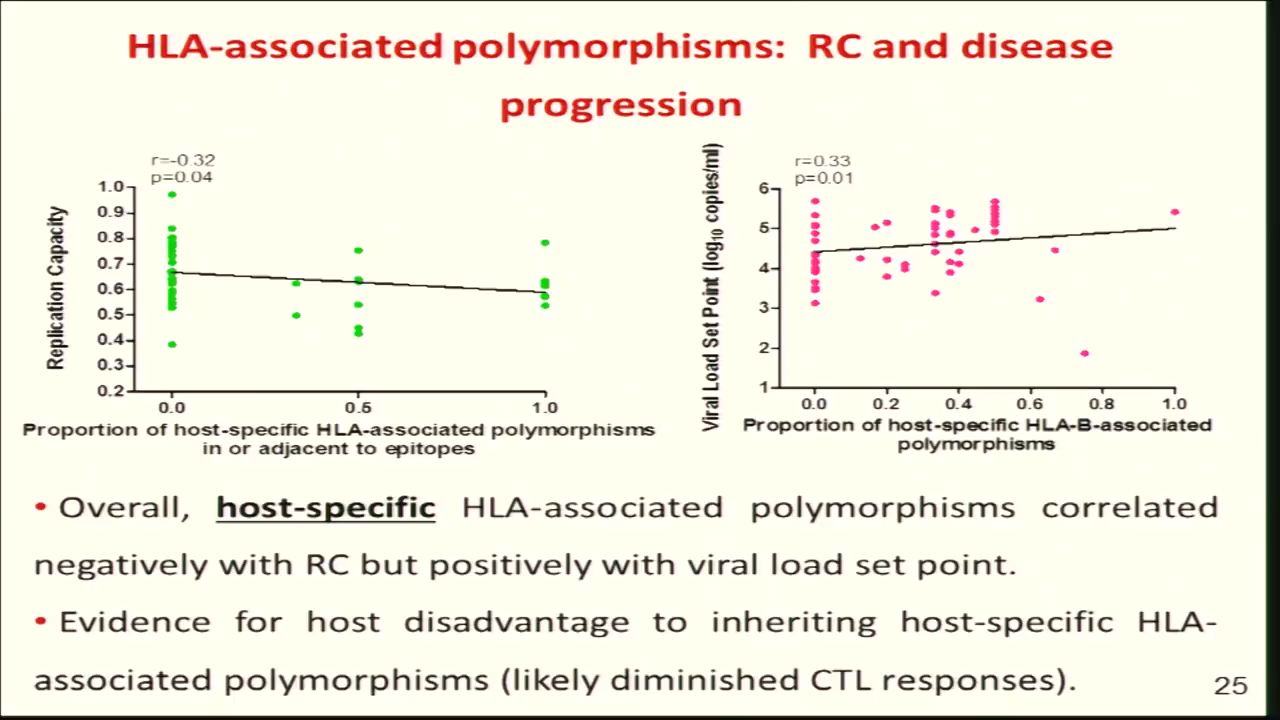 HLA-associated polymorphisms: RC and disease
progression
r=-0.32
p=0.04
Replication Capacity
1.0
0.9
0.8
0.7
0.6
0.5
0.4
0.3
0.2
0.0 0.5 1.0
Proportion of host-specific HLA-associated polymorphisms
in or adjacent to epitopes
r=0.33
p=0.01
Viral Load Set Point (log10 copies/ml)
6
5
4
3
2
1
0.0 0.2 0.4 0.6 0.8 1.0
Proportion of host-specific HLA-B-associated
polymorphisms
• Overall, host-specific HLA-associated polymorphisms correlated
negatively with RC but positively with viral load set point.
• Evidence for host disadvantage to inheriting host-specific HLA-
associated polymorphisms (likely diminished CTL responses).
25